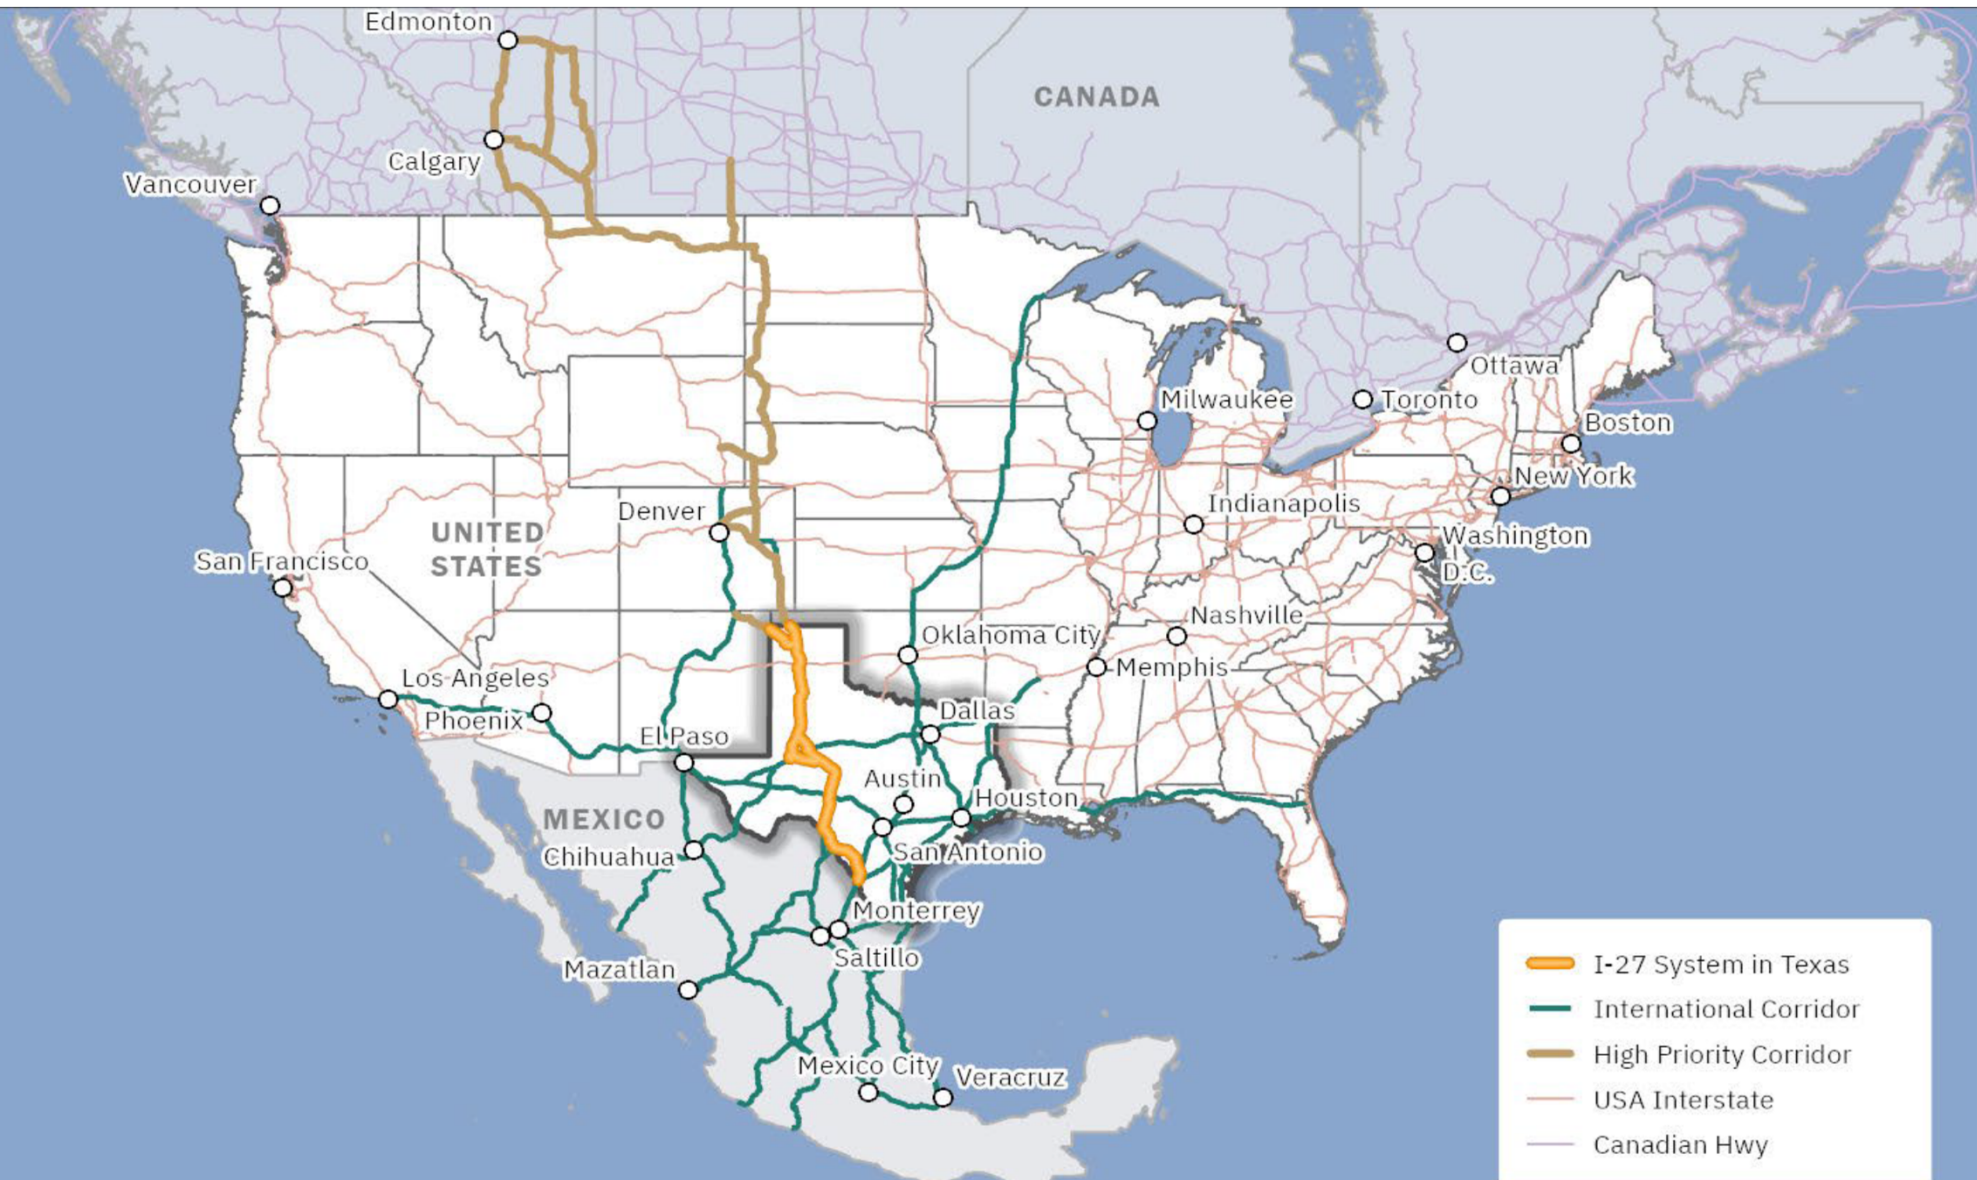 Edmonton
CANADA
Calgary
Vancouver
Ottawa
Milwaukee
Toronto
Boston
New York
Indianapolis
Denver
UNITED
STATES
Washington
D.C.
San Francisco
Nashville
Oklahoma City
Memphis
Los Angeles
Phoenix
Dallas
El Paso
Austin
Houston
MEXICO
Chihuahua
San Antonio
Monterrey
Saltillo
Mazatlan
Mexico City
Veracruz
I-27 System in Texas
International Corridor
High Priority Corridor
USA Interstate
Canadian Hwy